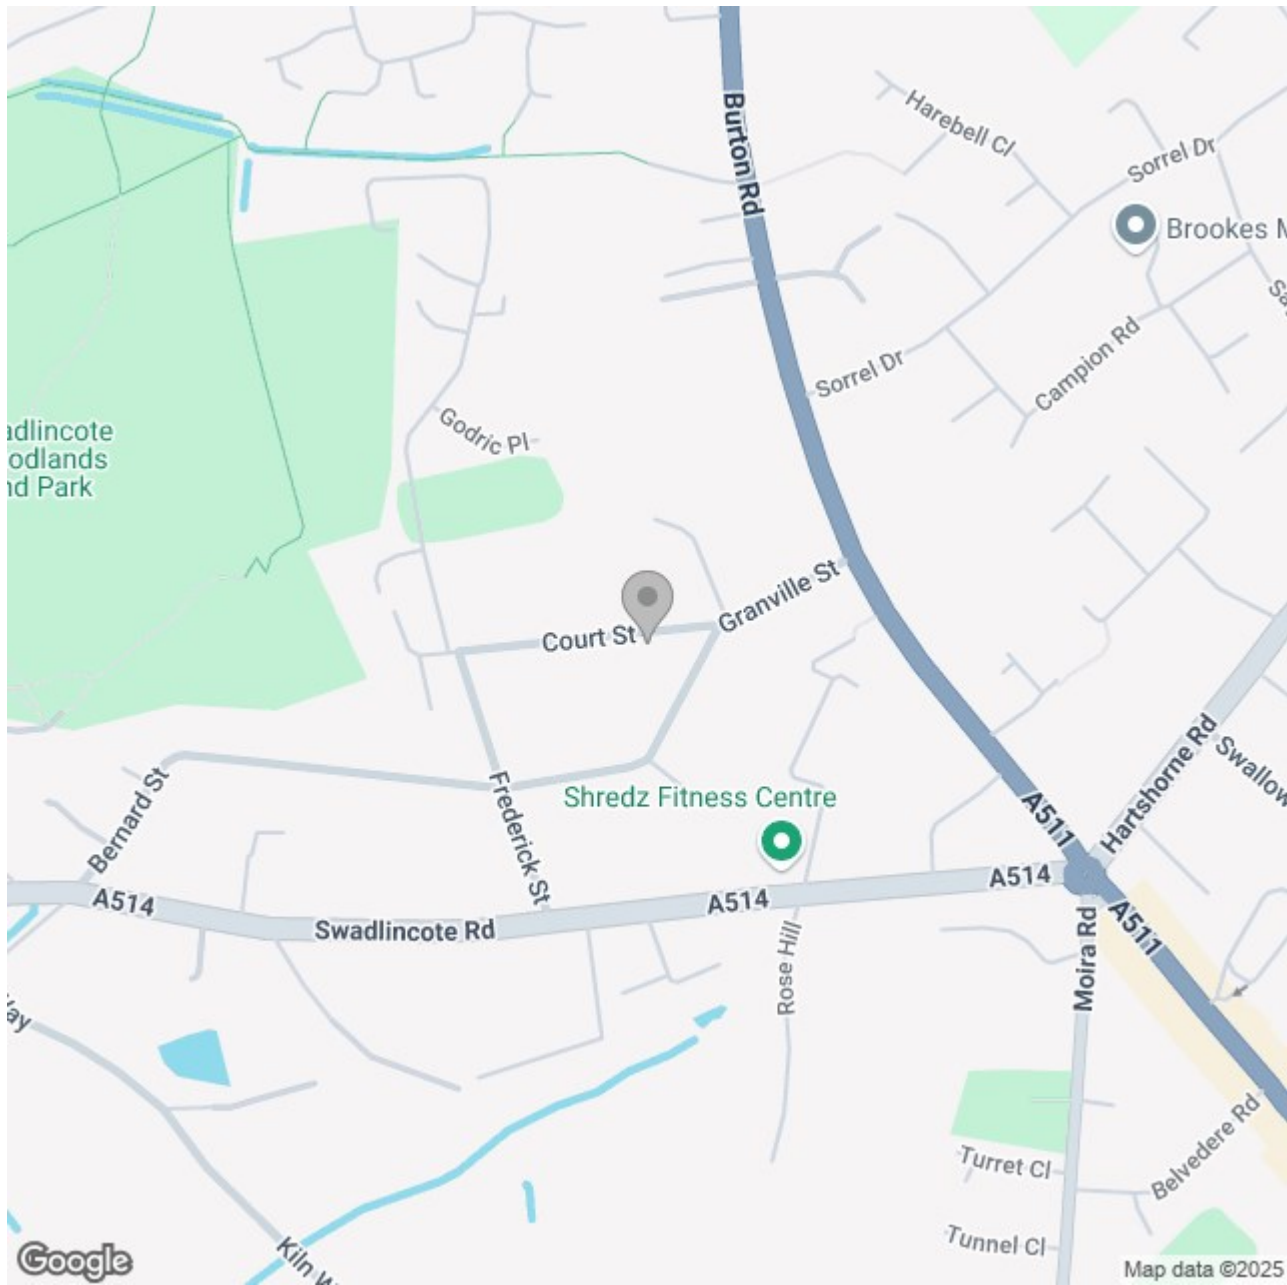 Burton Rd
Harebell Cl
Sorrel Dr
Brookes M
Sorrel Dr
Campion Rd
Godric Pl
adlincote
odlands
nd Park
Granville St
Court St
Frederick St
Bernard St
Shredz Fitness Centre
Hartshorne Rd
Swallow
A511
A514
A514
A514
Swadlincote Rd
Rose Hill
Moira Rd
A511
Turret Cl
Belvedere Rd
Tunnel Cl
Kiln W
Google
Map data ©2025